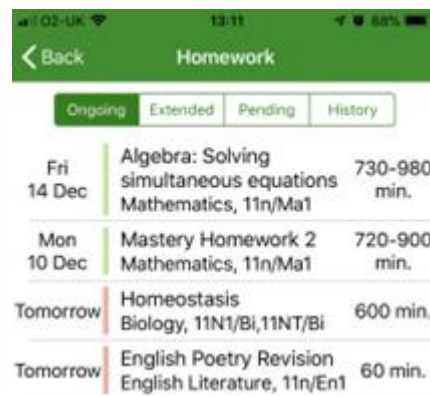 O2-UK 13:11 88%
Back Homework
Ongoing Extended Pending History
Fri
14 Dec
Algebra: Solving
simultaneous equations
Mathematics, 11n/Ma1
730-980
min.
Mon
10 Dec
Mastery Homework 2
Mathematics, 11n/Ma1
720-900
min.
Tomorrow
Homeostasis
Biology, 11N1/Bi,11NT/Bi
600 min.
Tomorrow
English Poetry Revision
English Literature, 11n/En1
60 min.